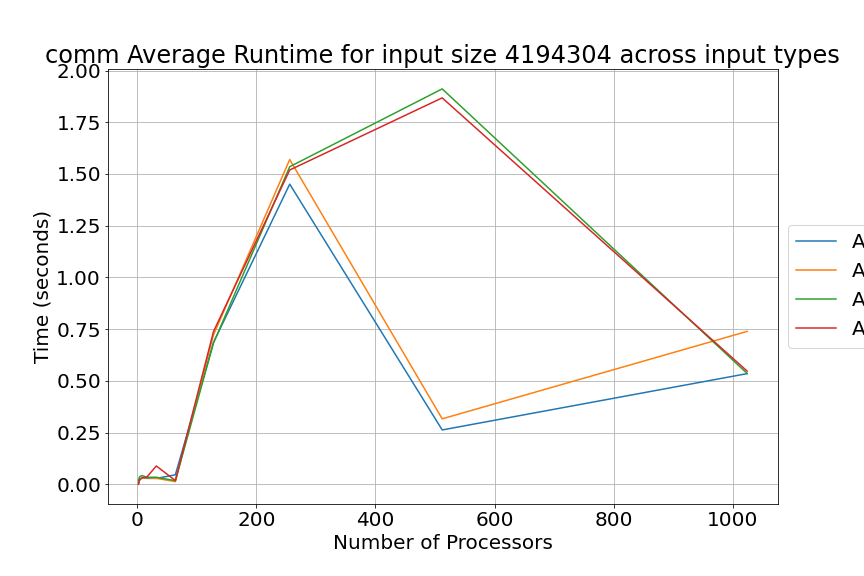 comm Average Runtime for input size 4194304 across input types
2.00
1.75
1.50
1.25
1.00
0.75
0.50
0.25
0.00
Time (seconds)
0 200 400 600 800 1000
Number of Processors
A
A
A
A